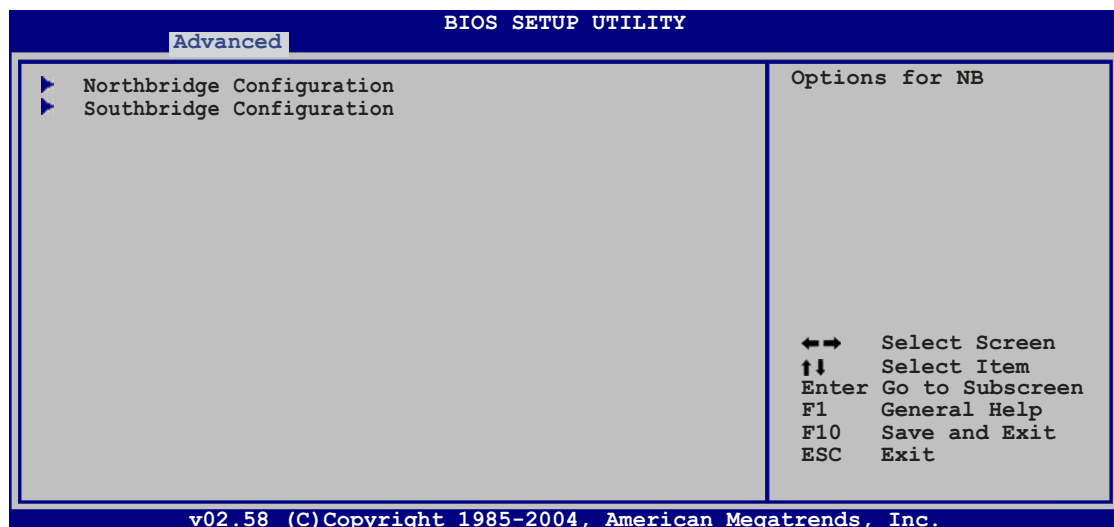 BIOS SETUP UTILITY
Advanced
Northbridge Configuration
Southbridge Configuration
Options for NB
←→ Select Screen
↑↓ Select Item
Enter Go to Subscreen
F1 General Help
F10 Save and Exit
ESC Exit
v02.58 (C)Copyright 1985-2004, American Megatrends, Inc.